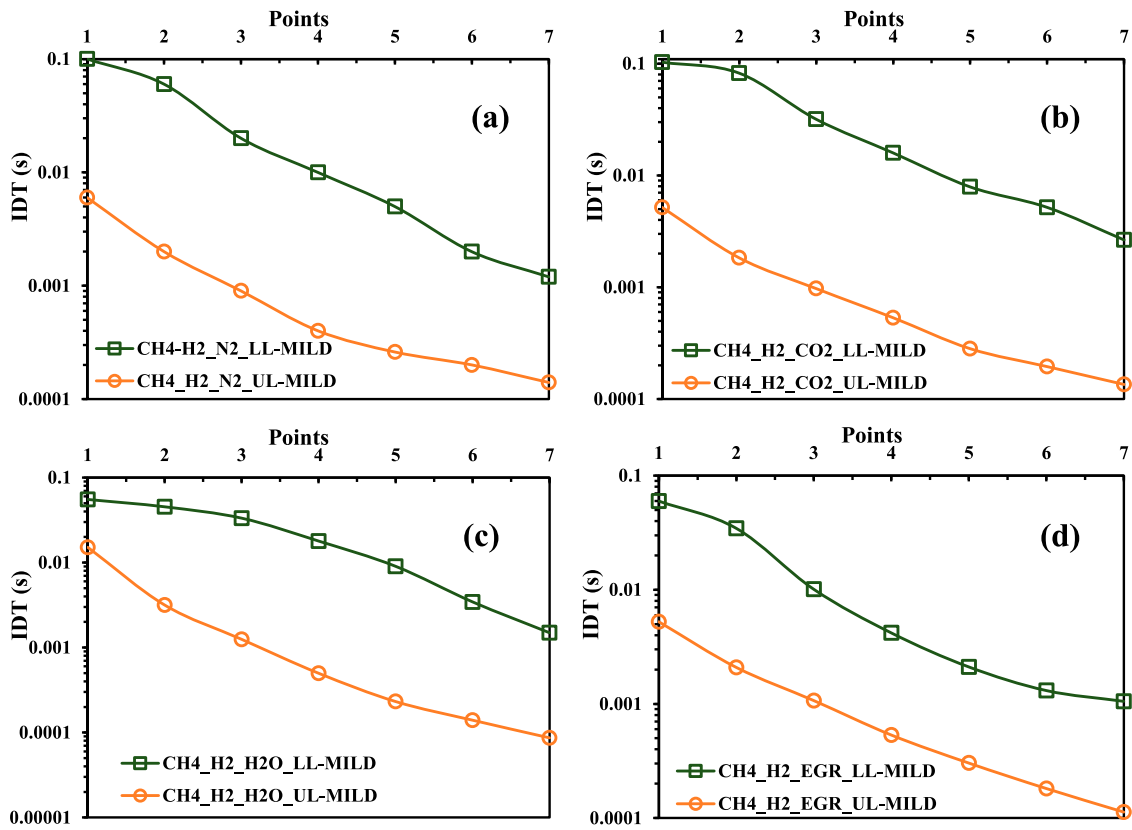 Points
1 2 3 4 5 6 7
0.1
0.01
0.001
0.0001
IDT (s)
(a)
CH4-H2_N2_LL-MILD
CH4_H2_N2_UL-MILD
Points
1 2 3 4 5 6 7
0.1
0.01
0.001
0.0001
IDT (s)
(b)
CH4_H2_CO2_LL-MILD
CH4_H2_CO2_UL-MILD
Points
1 2 3 4 5 6 7
0.1
0.01
0.001
0.0001
0.00001
IDT (s)
(c)
CH4_H2_H2O_LL-MILD
CH4_H2_H2O_UL-MILD
Points
1 2 3 4 5 6 7
0.1
0.01
0.001
0.0001
IDT (s)
(d)
CH4_H2_EGR_LL-MILD
CH4_H2_EGR_UL-MILD